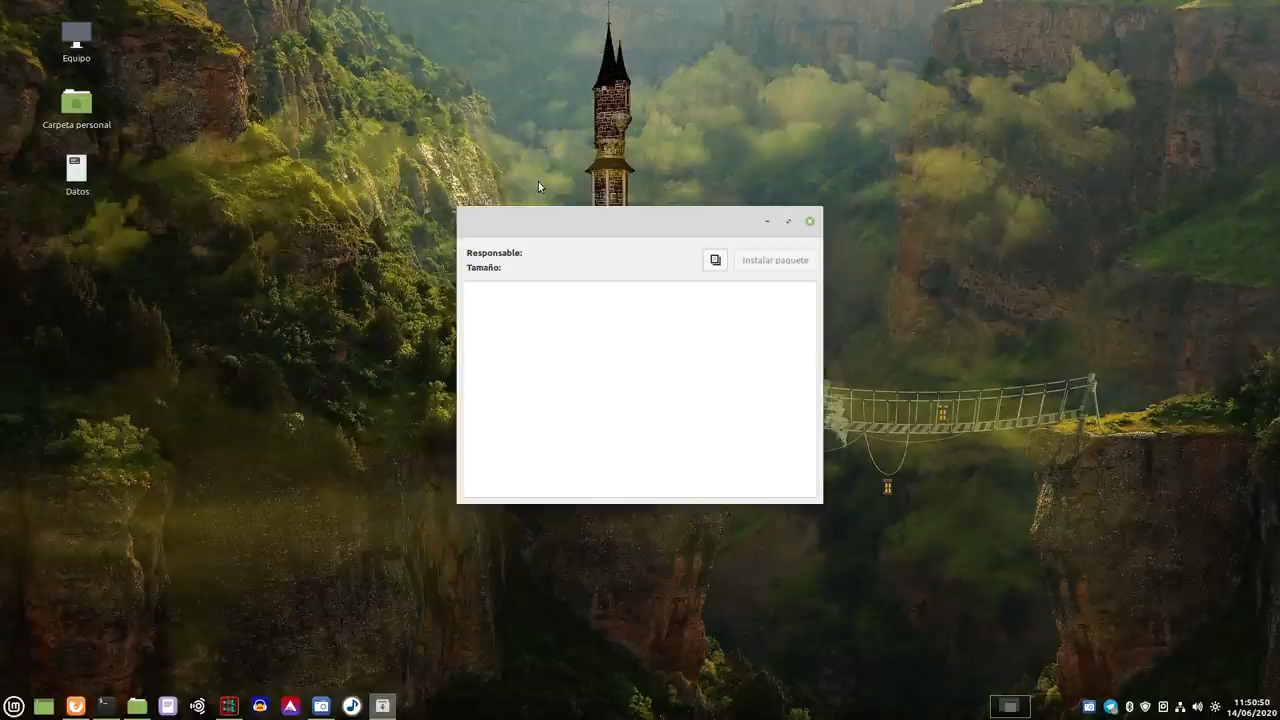 Equipo
Carpeta personal
Datos
Responsable:
Tamaño:
Instalar paquete
11:50:50
14/06/2020